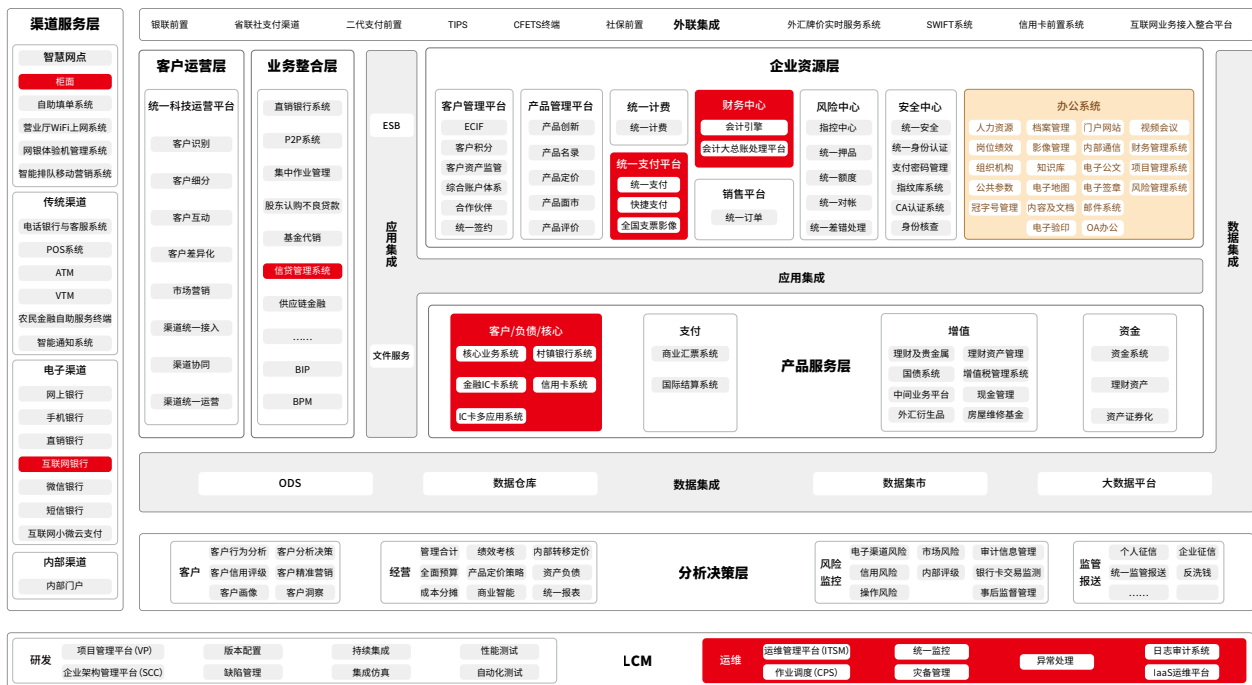 渠道服务层
智慧网点
柜面
自助填单系统
营业厅WiFi上网系统
网银体验机管理系统
智能排队移动营销系统
传统渠道
电话银行与客服系统
POS系统
ATM
VTM
农民金融自助服务终端
智能通知系统
电子渠道
网上银行
手机银行
直销银行
互联网银行
微信银行
短信银行
互联网小微云支付
内部渠道
内部门户
银联前置 省联社支付渠道 二代支付前置 TIPS CFETS终端 社保前置 外联集成 外汇牌价实时服务系统 SWIFT系统 信用卡前置系统 互联网业务接入整合平台
客户运营层
统一科技运营平台
客户识别
客户细分
客户互动
客户差异化
市场营销
渠道统一接入
渠道协同
渠道统一运营
业务整合层
直销银行系统
P2P系统
集中作业管理
股东认购不良贷款
基金代销
信贷管理系统
供应链金融
……
BIP
BPM
ESB
应用集成
文件服务
企业资源层
客户管理平台
ECIF
客户积分
客户资产监管
综合账户体系
合作伙伴
统一签约
产品管理平台
产品创新
产品名录
产品定价
产品面市
产品评价
统一计费
统一计费
统一支付平台
统一支付
快捷支付
全国支票影像
财务中心
会计引擎
会计大总账处理平台
销售平台
统一订单
风险中心
指控中心
统一押品
统一额度
统一对帐
统一差错处理
安全中心
统一安全
统一身份认证
支付密码管理
指纹库系统
CA认证系统
身份核查
办公系统
人力资源 档案管理 门户网站 视频会议
岗位绩效 影像管理 内部通信 财务管理系统
组织机构 知识库 电子公文 项目管理系统
公共参数 电子地图 电子签章 风险管理系统
冠字号管理 内容及文档 邮件系统
电子验印 OA办公
应用集成
数据集成
客户/负债/核心
核心业务系统 村镇银行系统
金融IC卡系统 信用卡系统
IC卡多应用系统
支付
商业汇票系统
国际结算系统
产品服务层
增值
理财及贵金属 理财资产管理
国债系统 增值税管理系统
中间业务平台 现金管理
外汇衍生品 房屋维修基金
资金
资金系统
理财资产
资产证券化
ODS 数据仓库 数据集成 数据集市 大数据平台
客户
客户行为分析 客户分析决策
客户信用评级 客户精准营销
客户画像 客户洞察
经营
管理合计 绩效考核 内部转移定价
全面预算 产品定价策略 资产负债
成本分摊 商业智能 统一报表
分析决策层
风险
监控
电子渠道风险 市场风险 审计信息管理
信用风险 内部评级 银行卡交易监测
操作风险 事后监督管理
监管
报送
个人征信 企业征信
统一监管报送 反洗钱
……
研发
项目管理平台(VP) 版本配置 持续集成 性能测试
企业架构管理平台(SCC) 缺陷管理 集成仿真 自动化测试
LCM
运维
运维管理平台(ITSM) 统一监控 异常处理 日志审计系统
作业调度(CPS) 灾备管理 IaaS运维平台